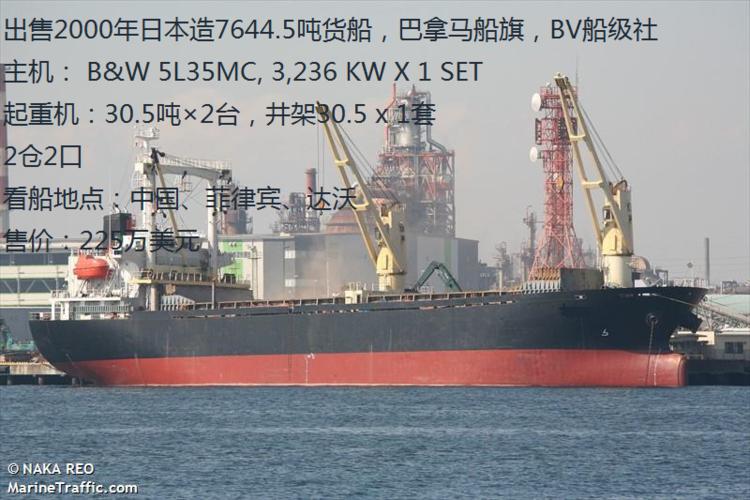 出售2000年日本造7644.5吨货船，巴拿马船旗，BV船级社
主机： B&W 5L35MC, 3,236 KW X 1 SET
起重机：30.5吨×2台，井架30.5 x 1套
2仓2口
看船地点：中国、菲律宾、达沃
售价：225万美元
© NAKA REO
MarineTraffic.com